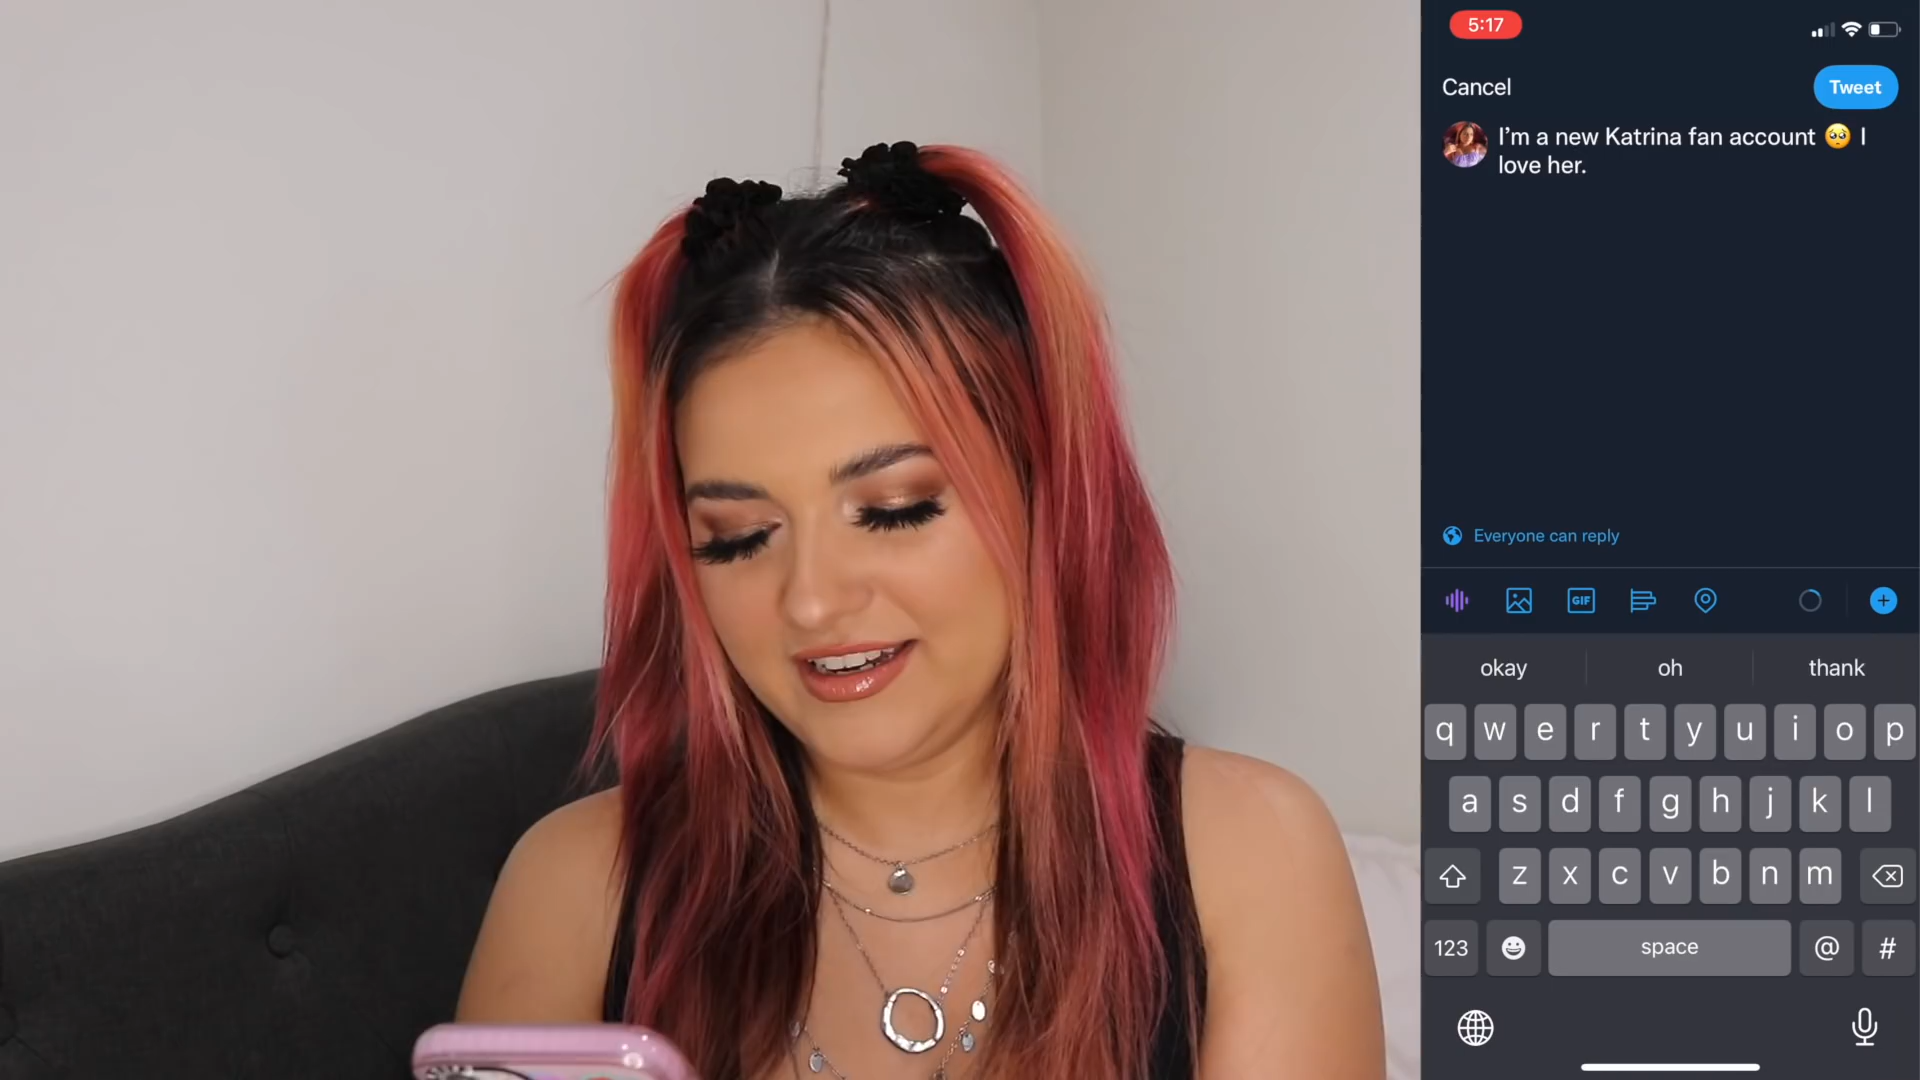 5:17
Cancel
Tweet
I'm a new Katrina fan account 🥺 I
love her.
Everyone can reply
GIF
okay oh thank
q w e r t y u i o p
a s d f g h j k l
z x c v b n m
123 space @ #